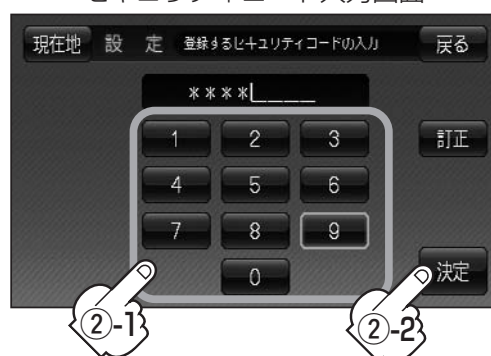 セキュリティコード入力画面
現在地 設 定 登録するセキュリティコードの入力 戻る
****
1 2 3 訂正
4 5 6
7 8 9
0 決定
②-1 ②-2